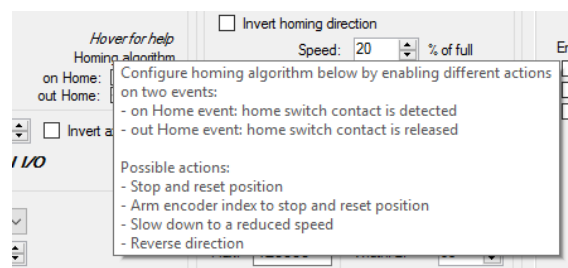 Invert homing direction
Hover for help
Speed: 20 % of full
Homing algorithm
on Home:
out Home:
Configure homing algorithm below by enabling different actions
on two events:
- on Home event: home switch contact is detected
- out Home event: home switch contact is released
Invert
I/O
Possible actions:
- Stop and reset position
- Arm encoder index to stop and reset position
- Slow down to a reduced speed
- Reverse direction